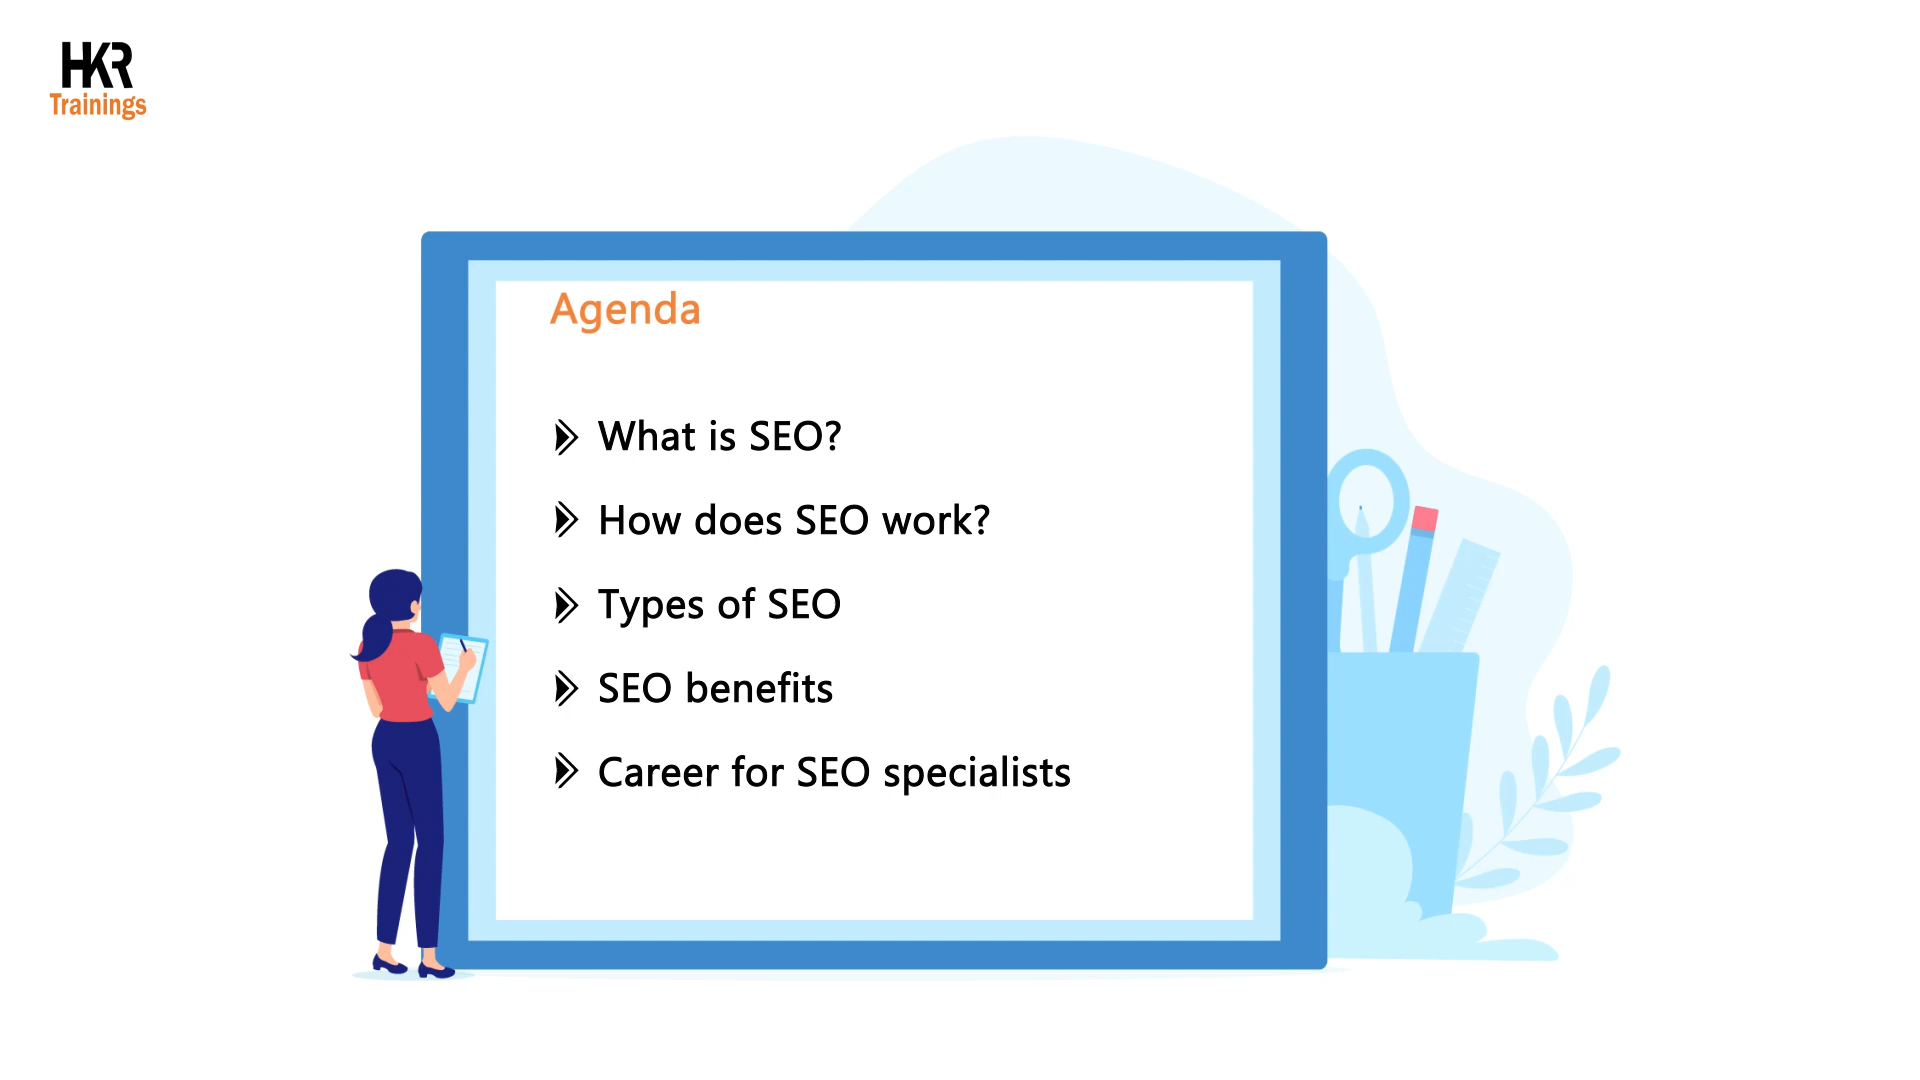 HKR
Trainings
Agenda
What is SEO?
How does SEO work?
Types of SEO
SEO benefits
Career for SEO specialists